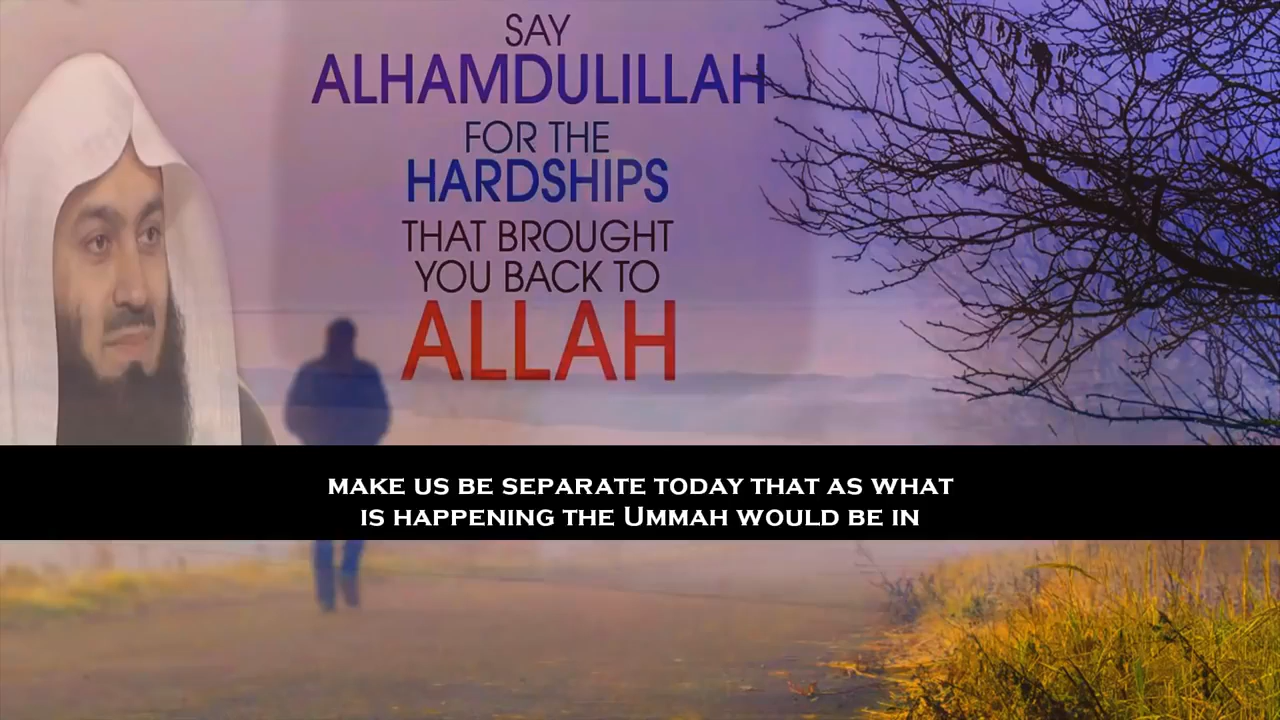 SAY
ALHAMDULILLAH
FOR THE
HARDSHIPS
THAT BROUGHT
YOU BACK TO
ALLAH
MAKE US BE SEPARATE TODAY THAT AS WHAT
IS HAPPENING THE UMMAH WOULD BE IN